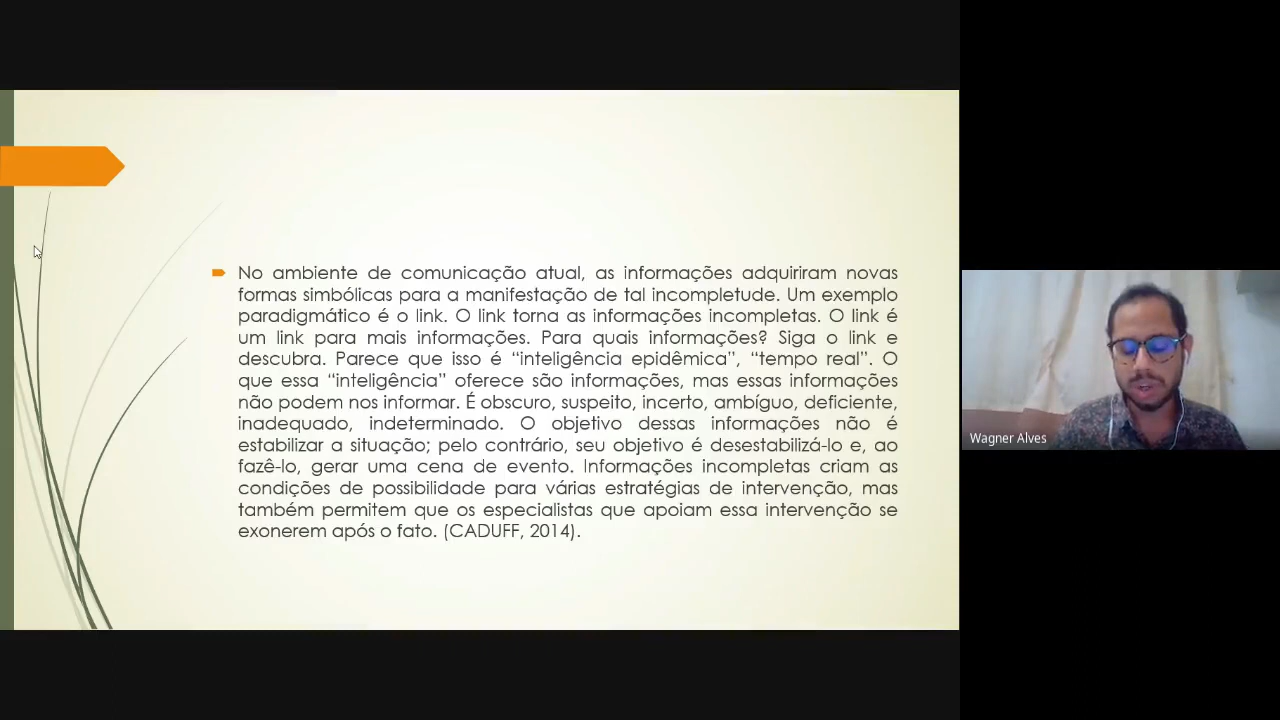 No ambiente de comunicação atual, as informações adquiriram novas
formas simbólicas para a manifestação de tal incompletude. Um exemplo
paradigmático é o link. O link torna as informações incompletas. O link é
um link para mais informações. Para quais informações? Siga o link e
descubra. Parece que isso é “inteligência epidêmica”, “tempo real”. O
que essa “inteligência” oferece são informações, mas essas informações
não podem nos informar. É obscuro, suspeito, incerto, ambíguo, deficiente,
inadequado, indeterminado. O objetivo dessas informações não é
estabilizar a situação; pelo contrário, seu objetivo é desestabilizá-lo e, ao
fazê-lo, gerar uma cena de evento. Informações incompletas criam as
condições de possibilidade para várias estratégias de intervenção, mas
também permitem que os especialistas que apoiam essa intervenção se
exonerem após o fato. (CADUFF, 2014).
Wagner Alves